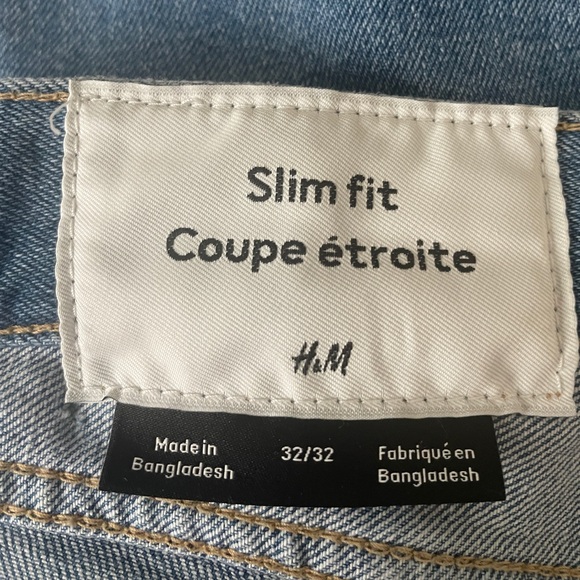 Slim fit
Coupe étroite
H&M
Made in
Bangladesh
32/32
Fabriqué en
Bangladesh